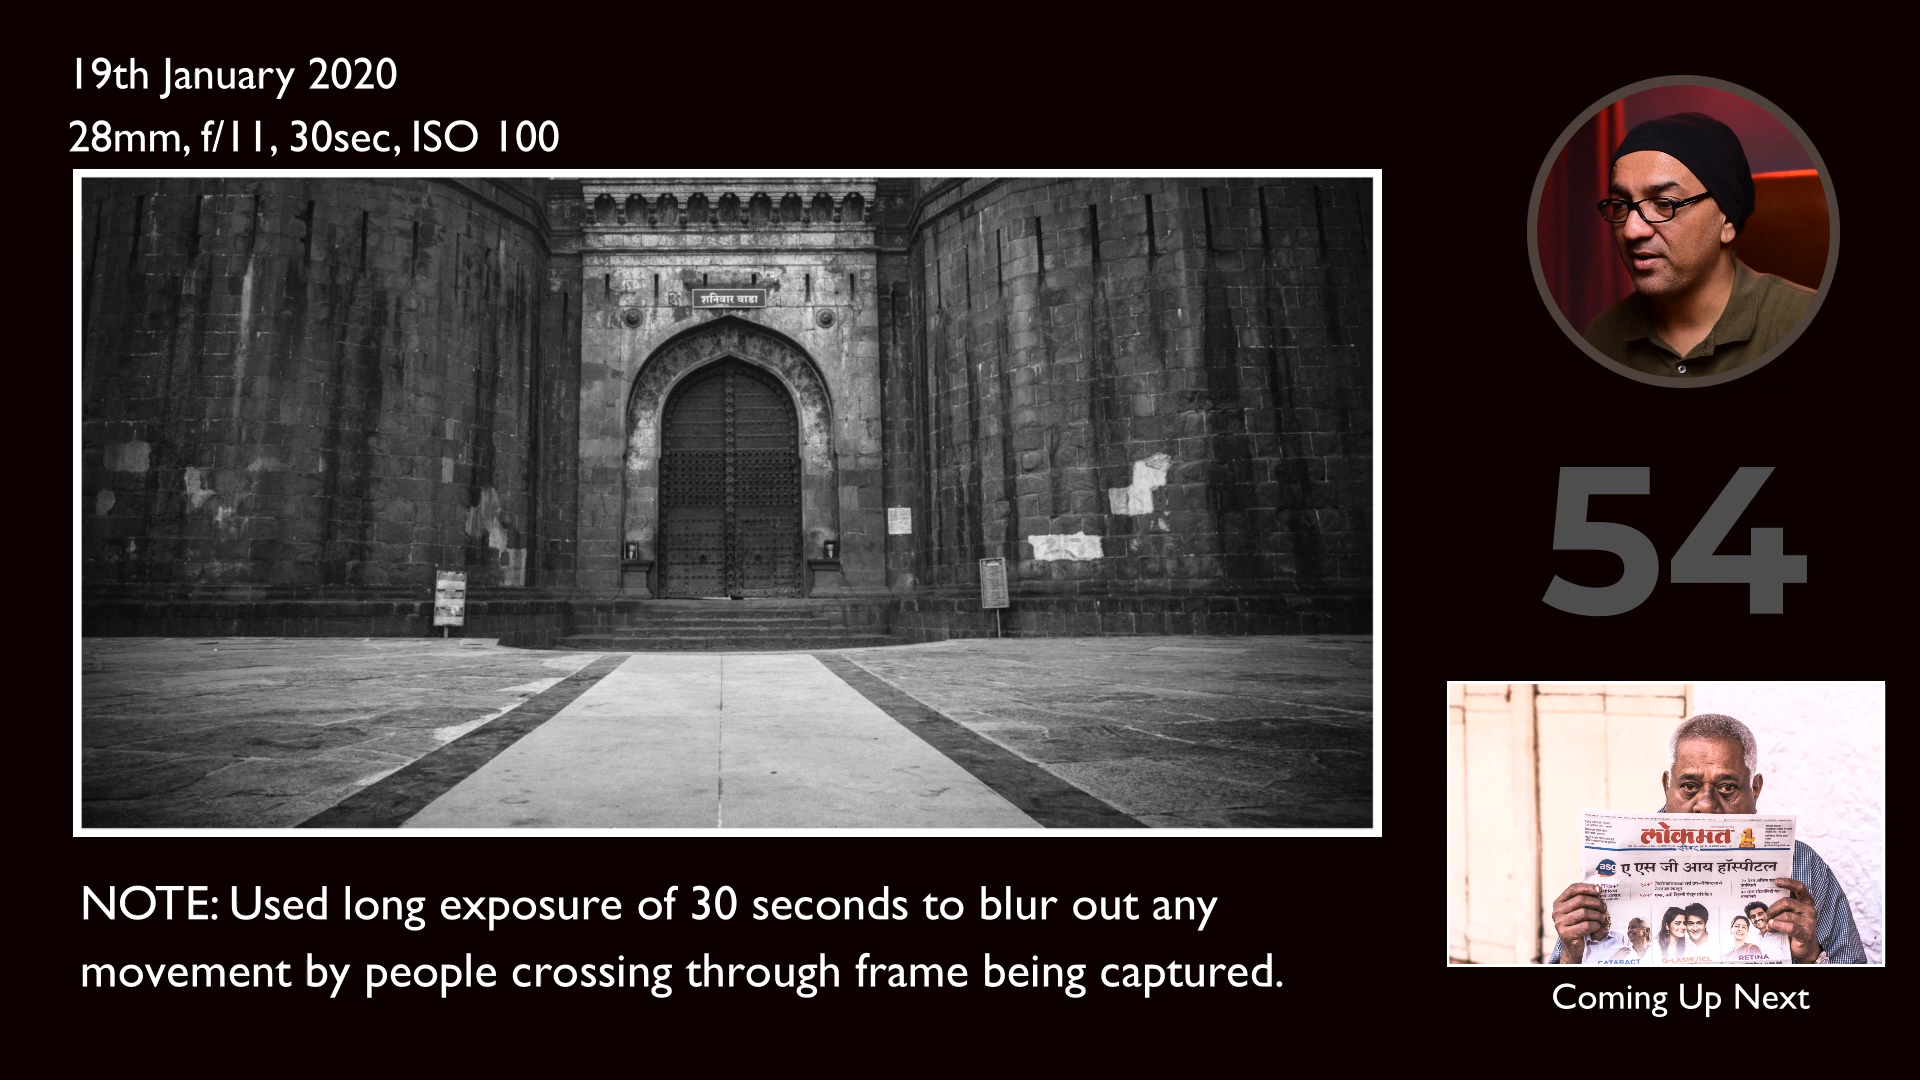 19th January 2020
28mm, f/11, 30sec, ISO 100
शनिवार वाडा
NOTE: Used long exposure of 30 seconds to blur out any
movement by people crossing through frame being captured.
54
लोकमत
asg ए एस जी आय हॉस्पीटल
CATARACT
RETINA
Coming Up Next